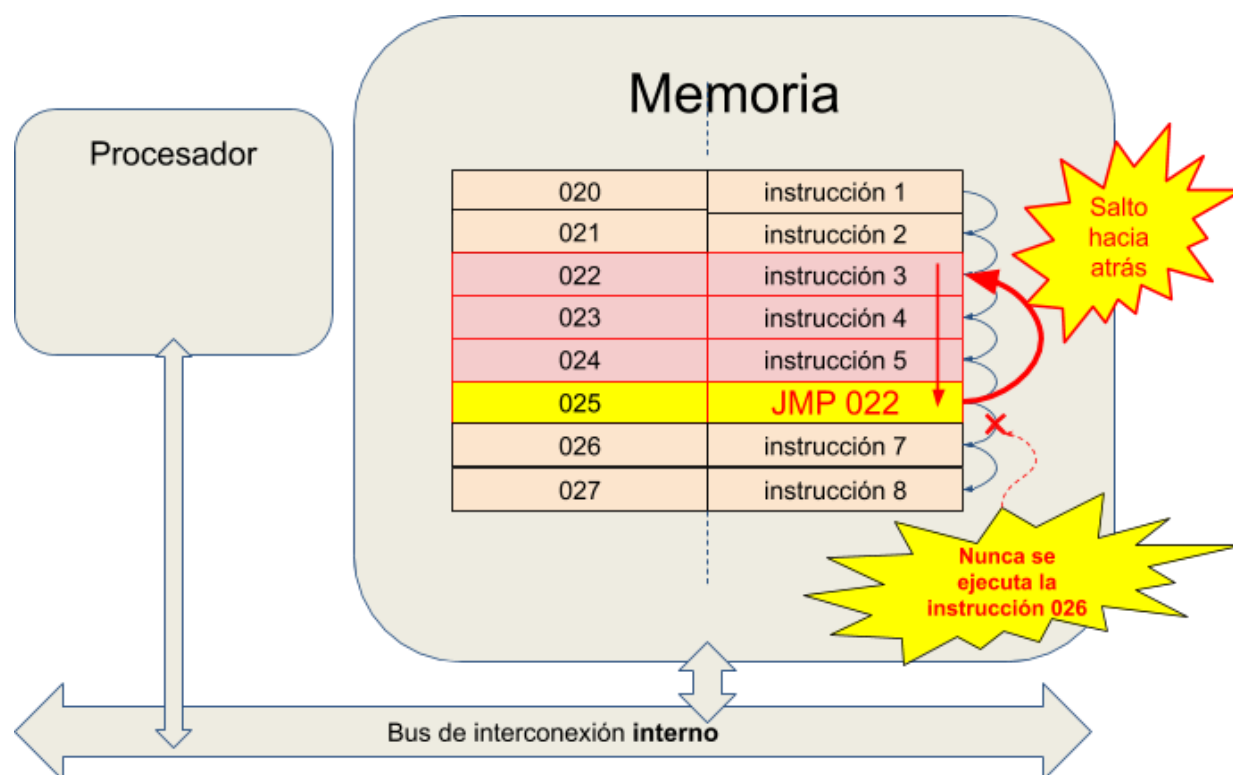 Memoria
Procesador
020 instrucción 1
021 instrucción 2
022 instrucción 3
023 instrucción 4
024 instrucción 5
025 JMP 022
026 instrucción 7
027 instrucción 8
Salto
hacia
atrás
Nunca se
ejecuta la
instrucción 026
Bus de interconexión interno